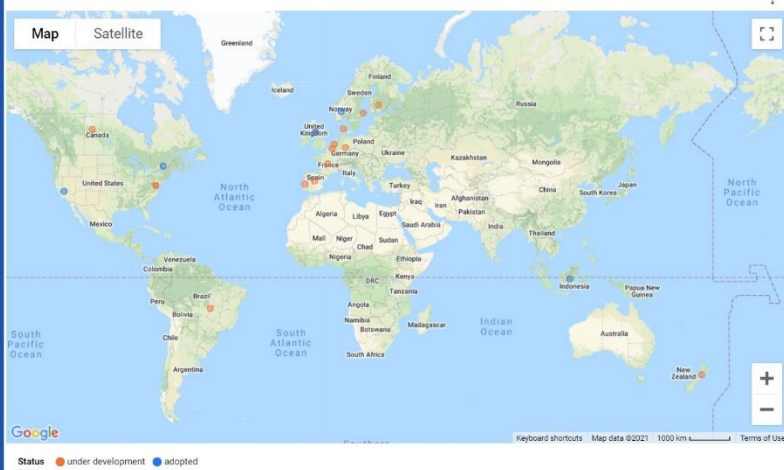 Map
Satellite
Greenland
Iceland
Finland
Sweden
Norway
Russia
United
Kingdom
Canada
Poland
Germany
Ukraine
France
Kazakhstan
Mongolia
Spain
Italy
United States
North
Atlantic
Ocean
Turkey
China
South Korea
Japan
North
Pacific
Ocean
Iraq
Iran
Afghanistan
Pakistan
Algeria
Libya
Egypt
Saudi Arabia
Mexico
India
Thailand
Mali
Niger
Chad
Sudan
Nigeria
Ethiopia
Venezuela
Colombia
DRC
Kenya
Tanzania
Indonesia
Papua New
Guinea
Peru
Brazil
Bolivia
Angola
Namibia
Botswana
Madagascar
Indian
Ocean
South
Pacific
Ocean
Chile
South
Atlantic
Ocean
Australia
South Africa
Argentina
New
Zealand
Google
Keyboard shortcuts Map data ©2021 1000 km Terms of Use
Status under development adopted